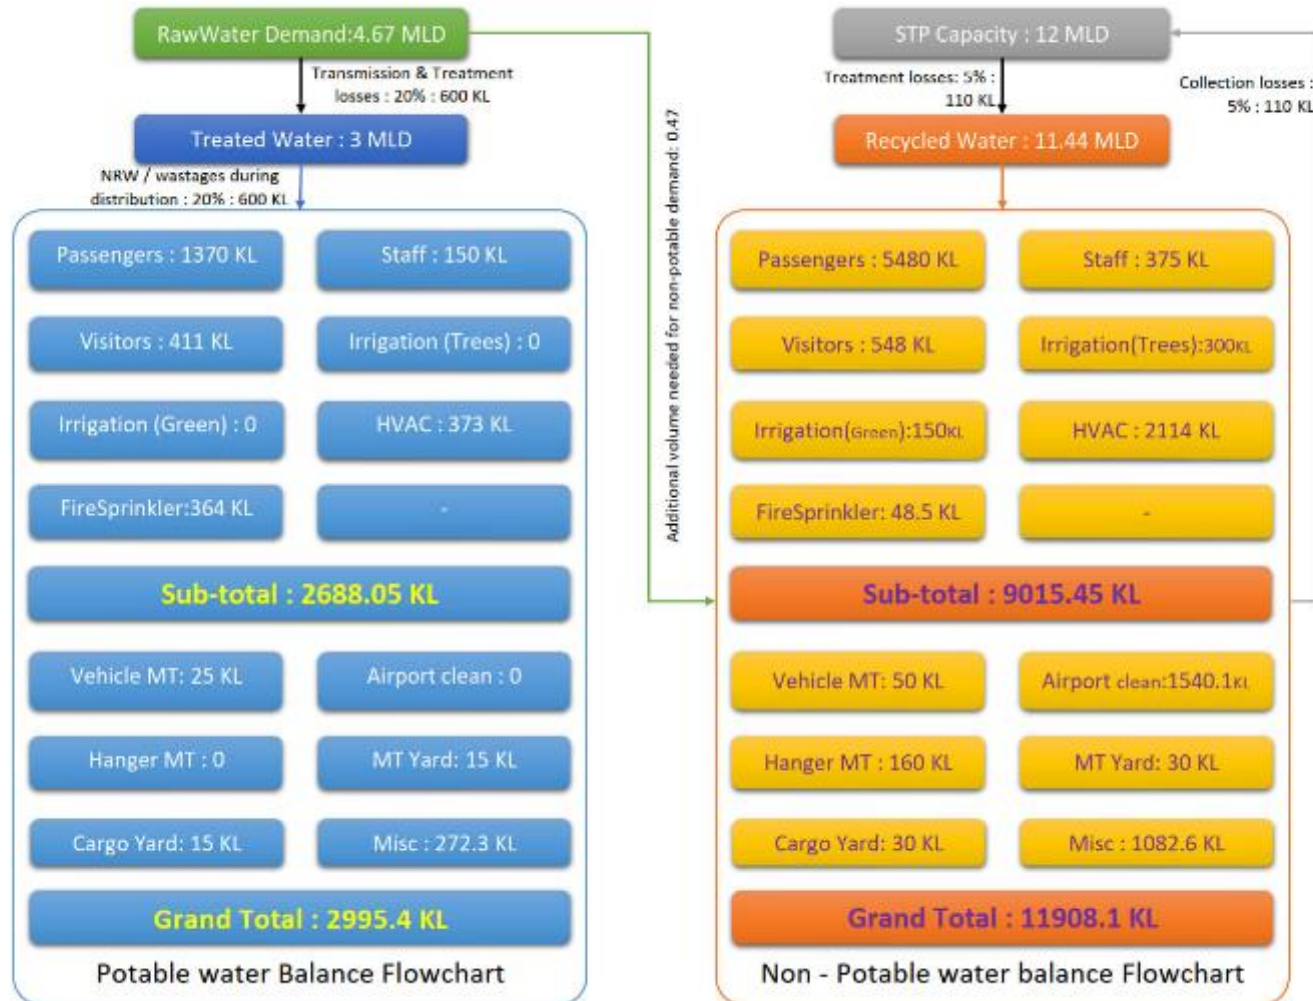 RawWater Demand:4.67 MLD
Transmission & Treatment
losses : 20% : 600 KL
Treated Water : 3 MLD
NRW / wastages during
distribution : 20% : 600 KL
Passengers : 1370 KL
Staff : 150 KL
Visitors : 411 KL
Irrigation (Trees) : 0
Irrigation (Green) : 0
HVAC : 373 KL
FireSprinkler:364 KL
-
Sub-total : 2688.05 KL
Vehicle MT: 25 KL
Airport clean : 0
Hanger MT : 0
MT Yard: 15 KL
Cargo Yard: 15 KL
Misc : 272.3 KL
Grand Total : 2995.4 KL
Potable water Balance Flowchart
Additional volume needed for non-potable demand: 0.47
STP Capacity : 12 MLD
Treatment losses: 5% :
110 KL
Collection losses :
5% : 110 KL
Recycled Water : 11.44 MLD
Passengers : 5480 KL
Staff : 375 KL
Visitors : 548 KL
Irrigation(Trees):300KL
Irrigation(Green):150KL
HVAC : 2114 KL
FireSprinkler: 48.5 KL
-
Sub-total : 9015.45 KL
Vehicle MT: 50 KL
Airport clean:1540.1KL
Hanger MT : 160 KL
MT Yard: 30 KL
Cargo Yard: 30 KL
Misc : 1082.6 KL
Grand Total : 11908.1 KL
Non - Potable water balance Flowchart